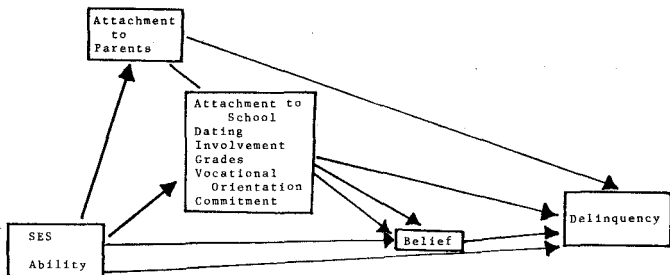 Attachment
to
Parents
Attachment to
School
Dating
Involvement
Grades
Vocational
Orientation
Commitment
SES
Ability
Belief
Delinquency